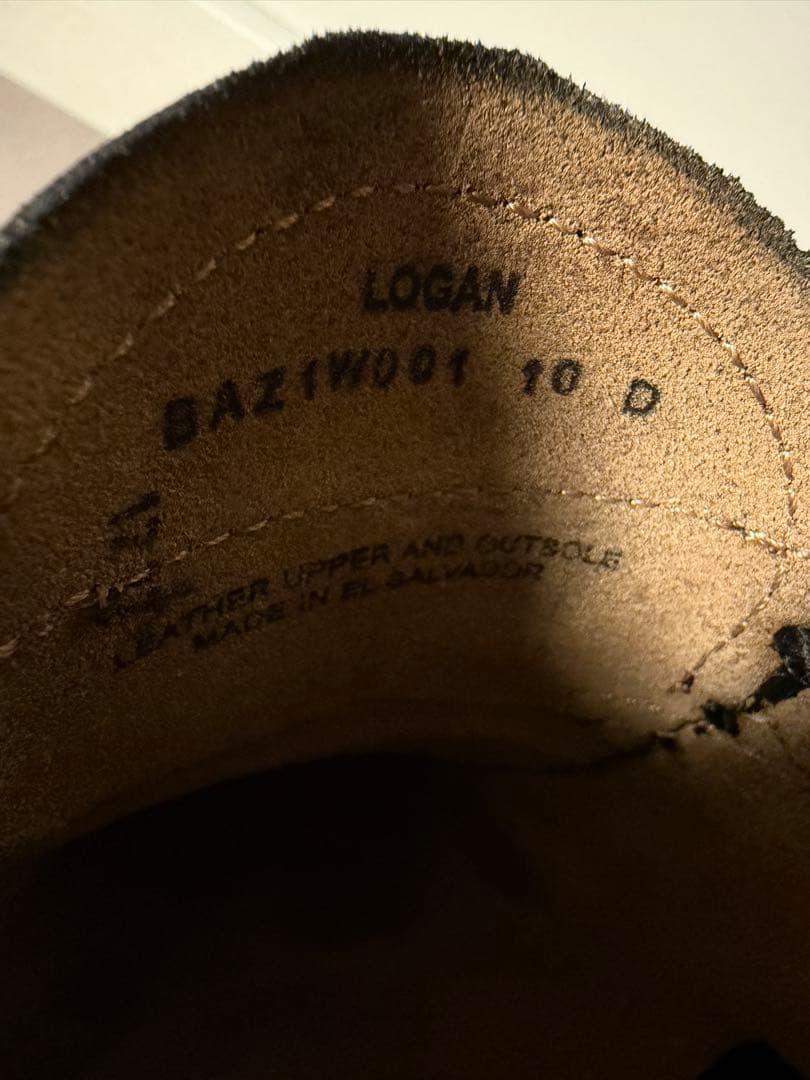 LOGAN
BAZ1W001 10 D
LEATHER UPPER AND OUTSOLE
MADE IN EL SALVADOR